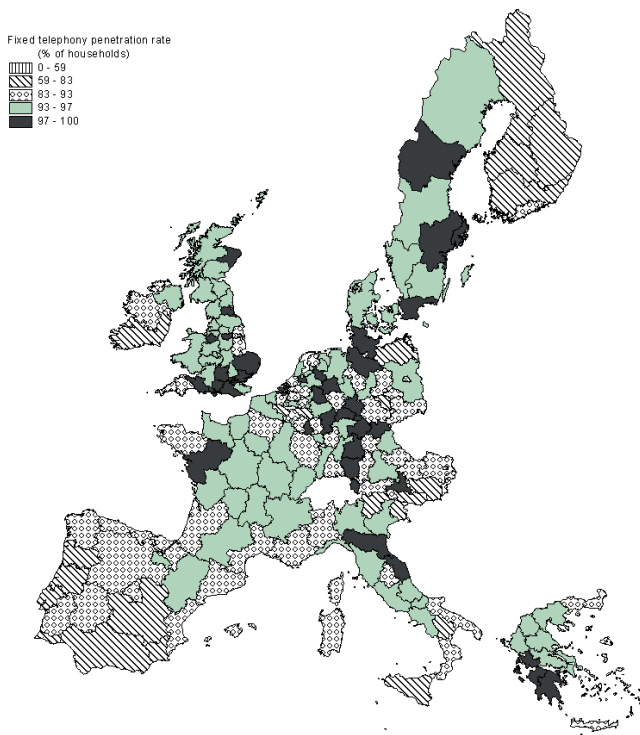 Fixed telephony penetration rate
(% of households)
0 - 59
59 - 83
83 - 93
93 - 97
97 - 100